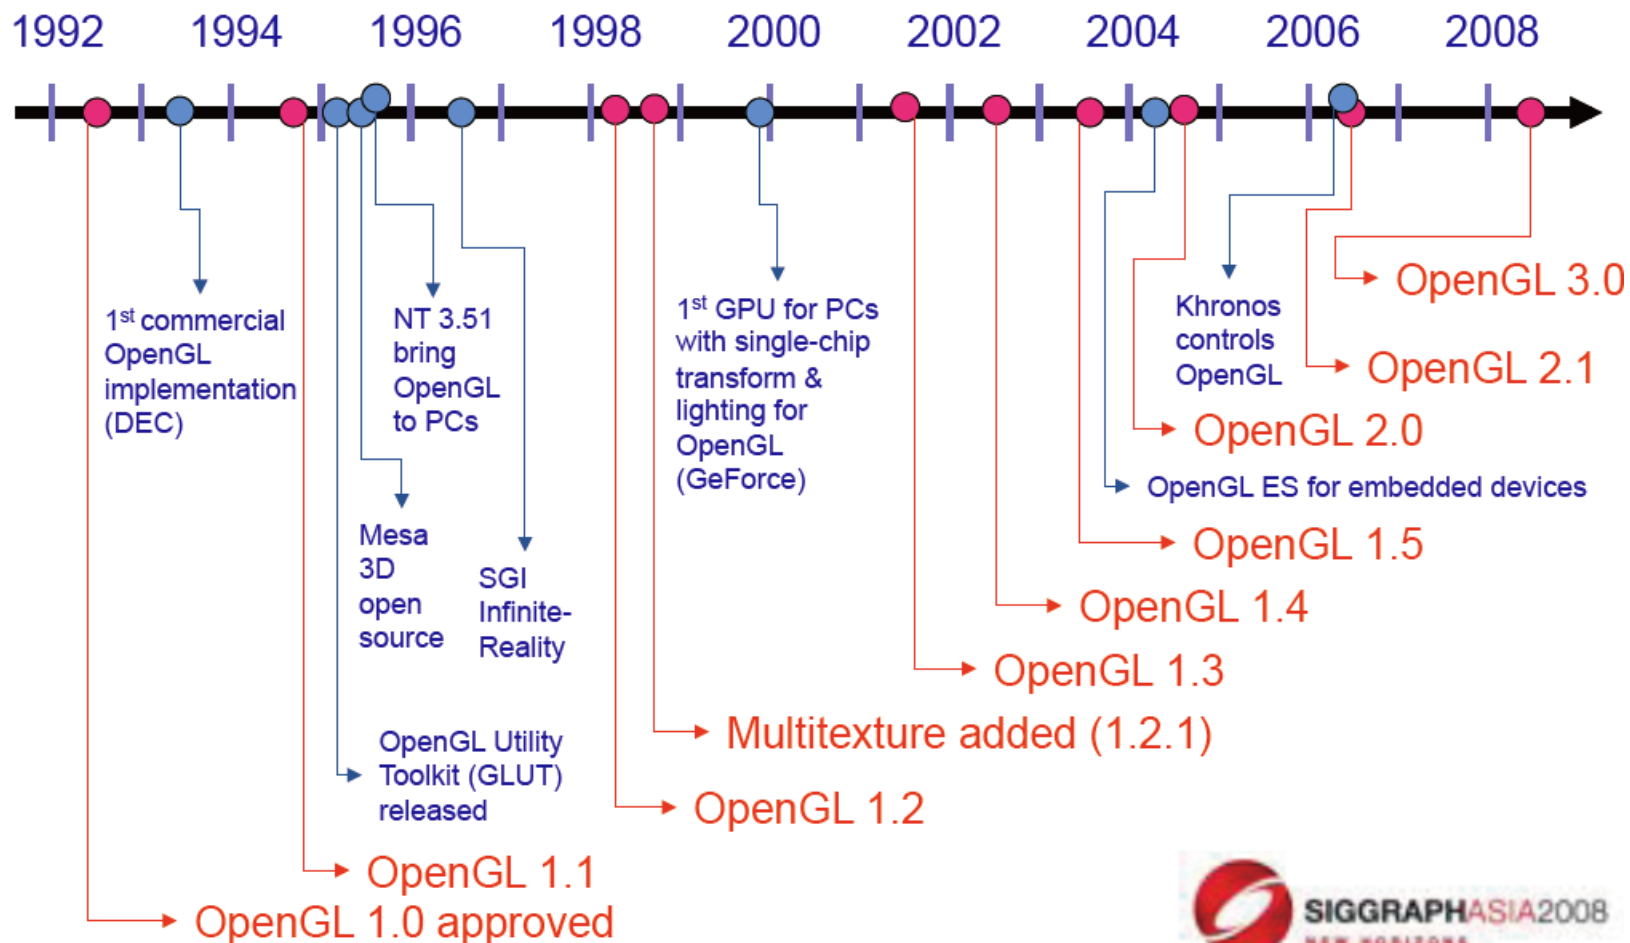 1992 1994 1996 1998 2000 2002 2004 2006 2008
1st commercial
OpenGL
implementation
(DEC)
NT 3.51
bring
OpenGL
to PCs
1st GPU for PCs
with single-chip
transform &
lighting for
OpenGL
(GeForce)
Khronos
controls
OpenGL
OpenGL 3.0
OpenGL 2.1
OpenGL 2.0
OpenGL ES for embedded devices
Mesa
3D
open
source
SGI
Infinite-
Reality
OpenGL 1.5
OpenGL 1.4
OpenGL 1.3
Multitexture added (1.2.1)
OpenGL Utility
Toolkit (GLUT)
released
OpenGL 1.2
OpenGL 1.1
OpenGL 1.0 approved
SIGGRAPHASIA2008
NEW HORIZONS